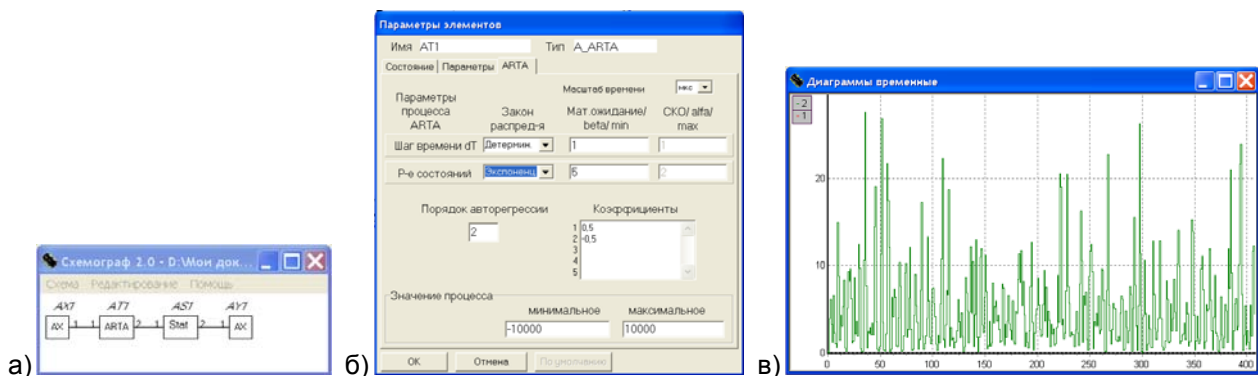 а)
Схемограф 2.0 - D:\Мои док...
Схема Редактирование Помощь
AX1 AT1 AS1 AY1
AX 1 1 ARTA 2 1 Stat 2 1 AX
б)
Параметры элементов
Имя AT1 Тип A_ARTA
Состояние Параметры ARTA
Масштаб времени мкс
Параметры процесса ARTA
Закон распред-я
Мат.ожидание/ beta/min
СКО/alfa/ max
Шаг времени dT Детермин. 1 1
Р-е состояний Экспоненц 5 2
Порядок авторегрессии
2
Коэффициенты
1 0,5
2 -0,5
3
4
5
Значение процесса
минимальное максимальное
-10000 10000
ОК Отмена По умолчанию
в)
Диаграммы временные
- 2
- 1
20
10
0
0 50 100 150 200 250 300 350 400